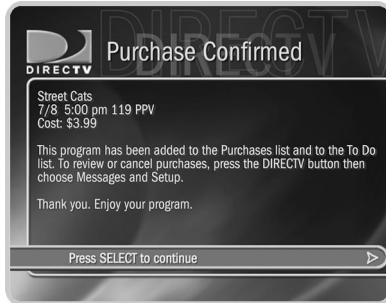 DIRECTV
Purchase Confirmed
DIRECTV
Street Cats
7/8 5:00 pm 119 PPV
Cost: $3.99
This program has been added to the Purchases list and to the To Do
list. To review or cancel purchases, press the DIRECTV button then
choose Messages and Setup.
Thank you. Enjoy your program.
Press SELECT to continue